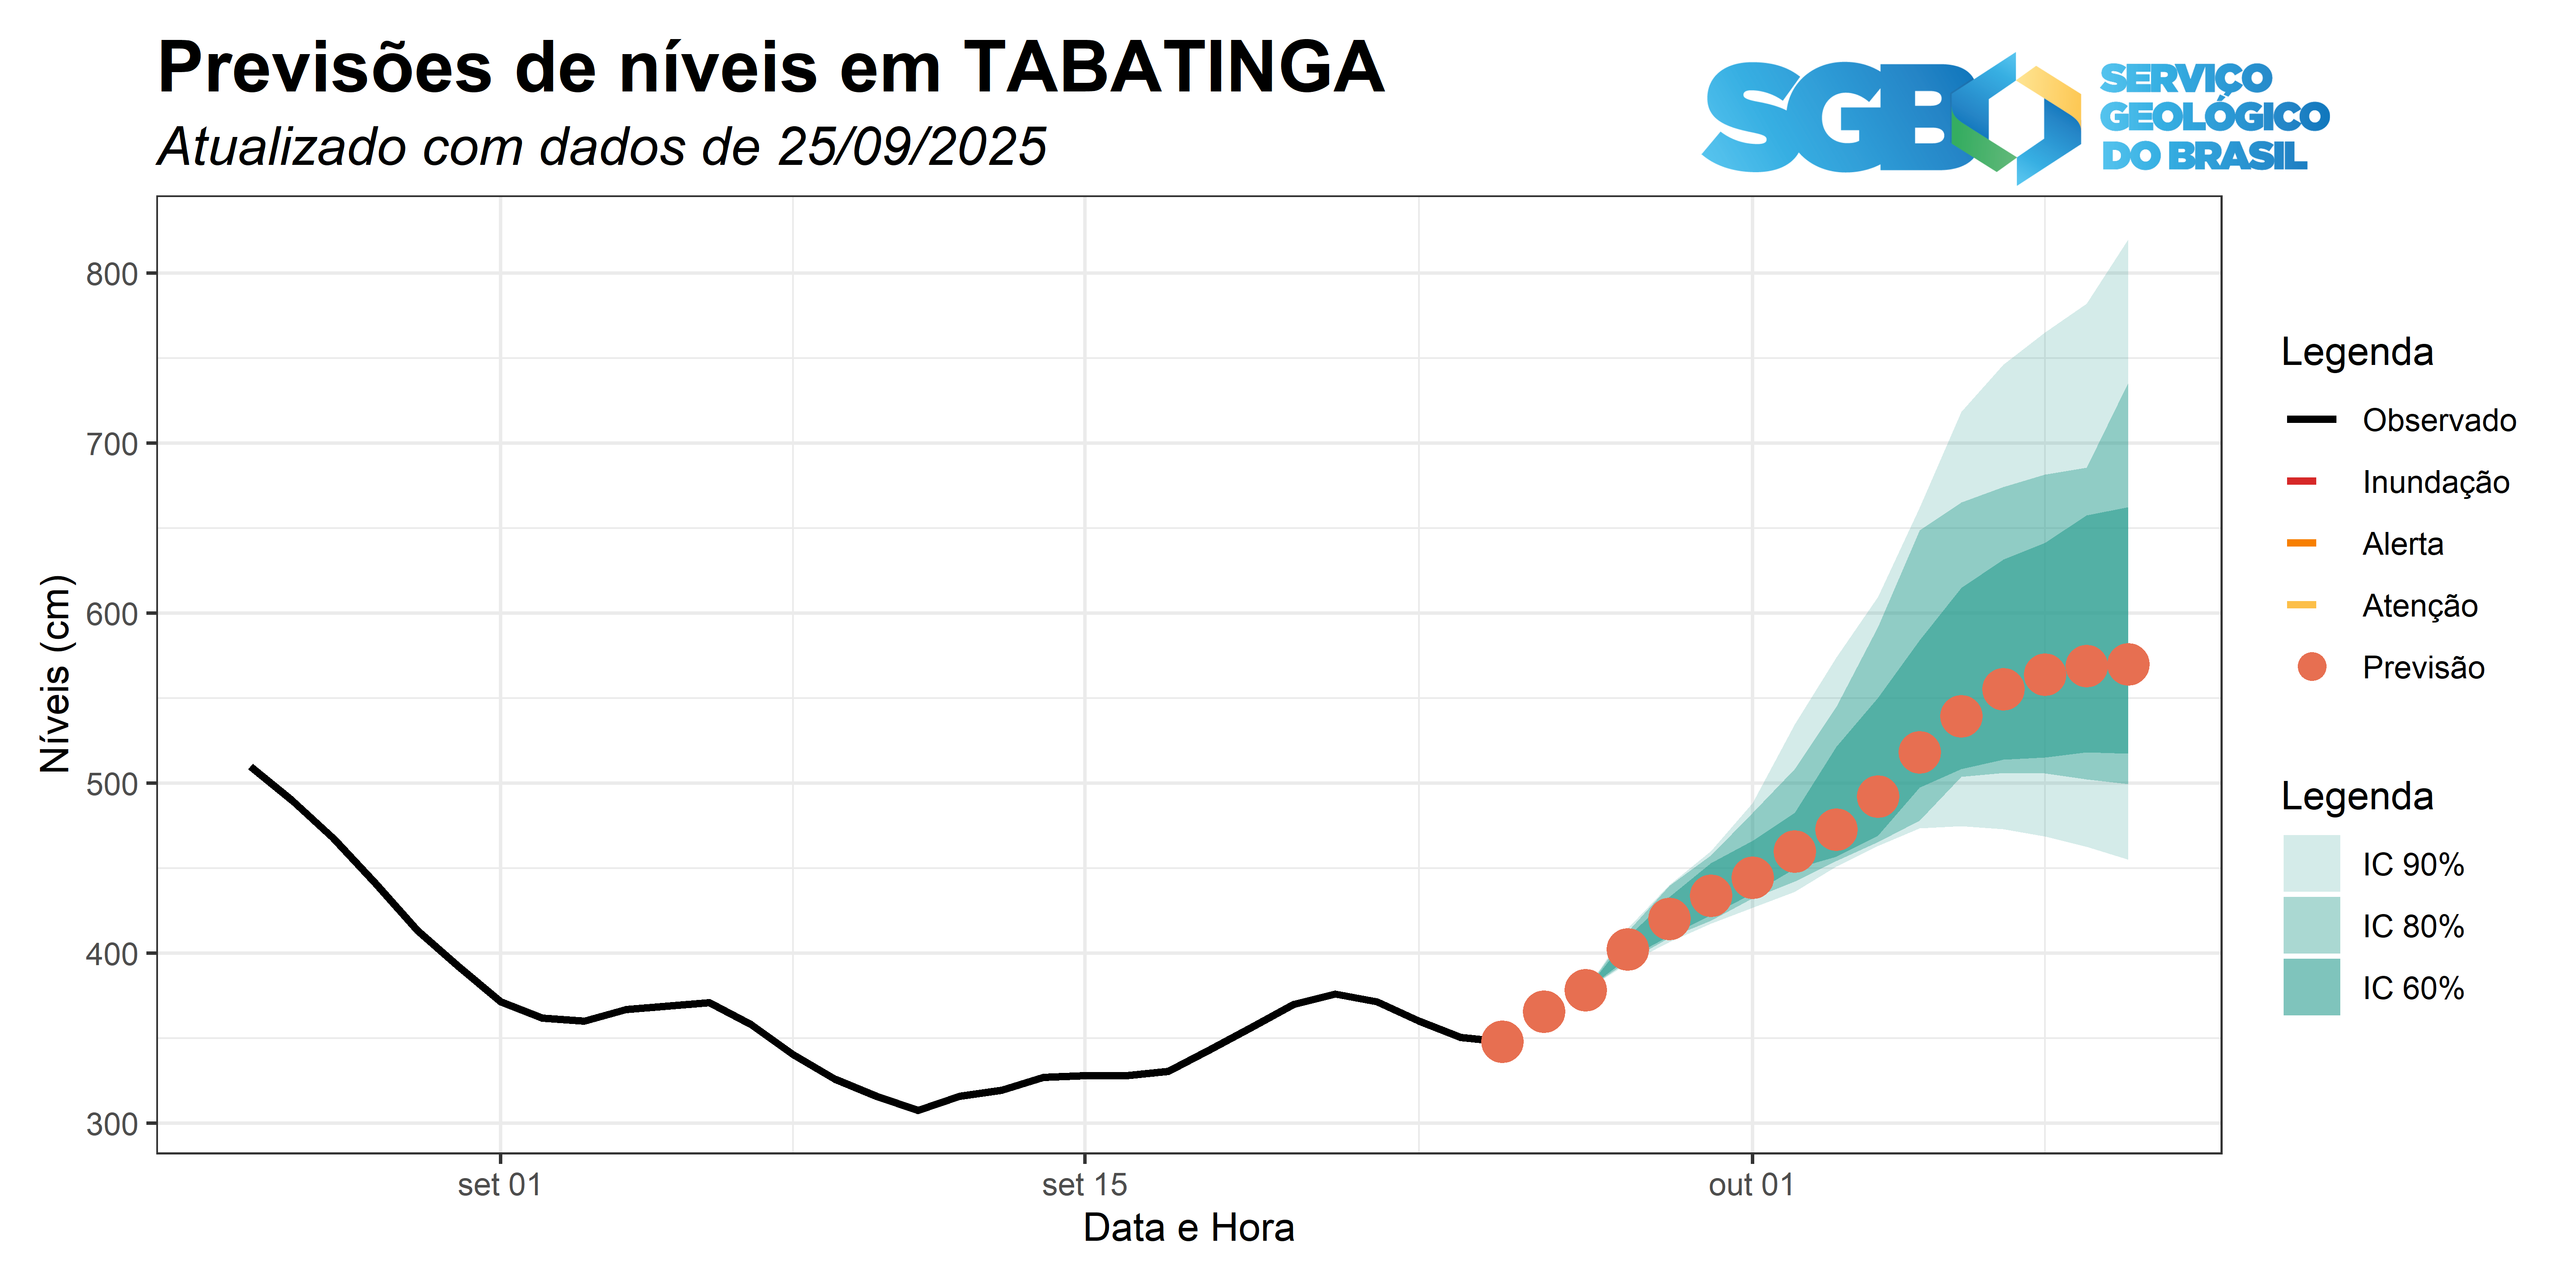 Previsões de níveis em TABATINGA
Atualizado com dados de 25/09/2025
SGB
SERVIÇO
GEOLÓGICO
DO BRASIL
800
700
600
500
400
300
Níveis (cm)
set 01
set 15
out 01
Data e Hora
Legenda
Observado
Inundação
Alerta
Atenção
Previsão
Legenda
IC 90%
IC 80%
IC 60%